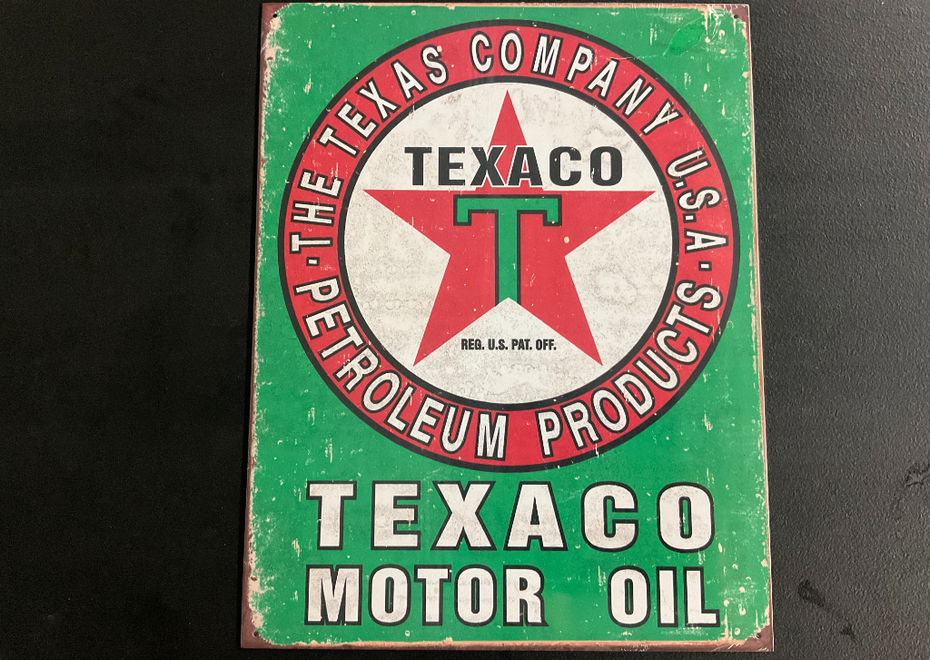 THE TEXAS COMPANY U.S.A.
TEXACO
T
REG. U.S. PAT. OFF.
PETROLEUM PRODUCTS
TEXACO
MOTOR OIL